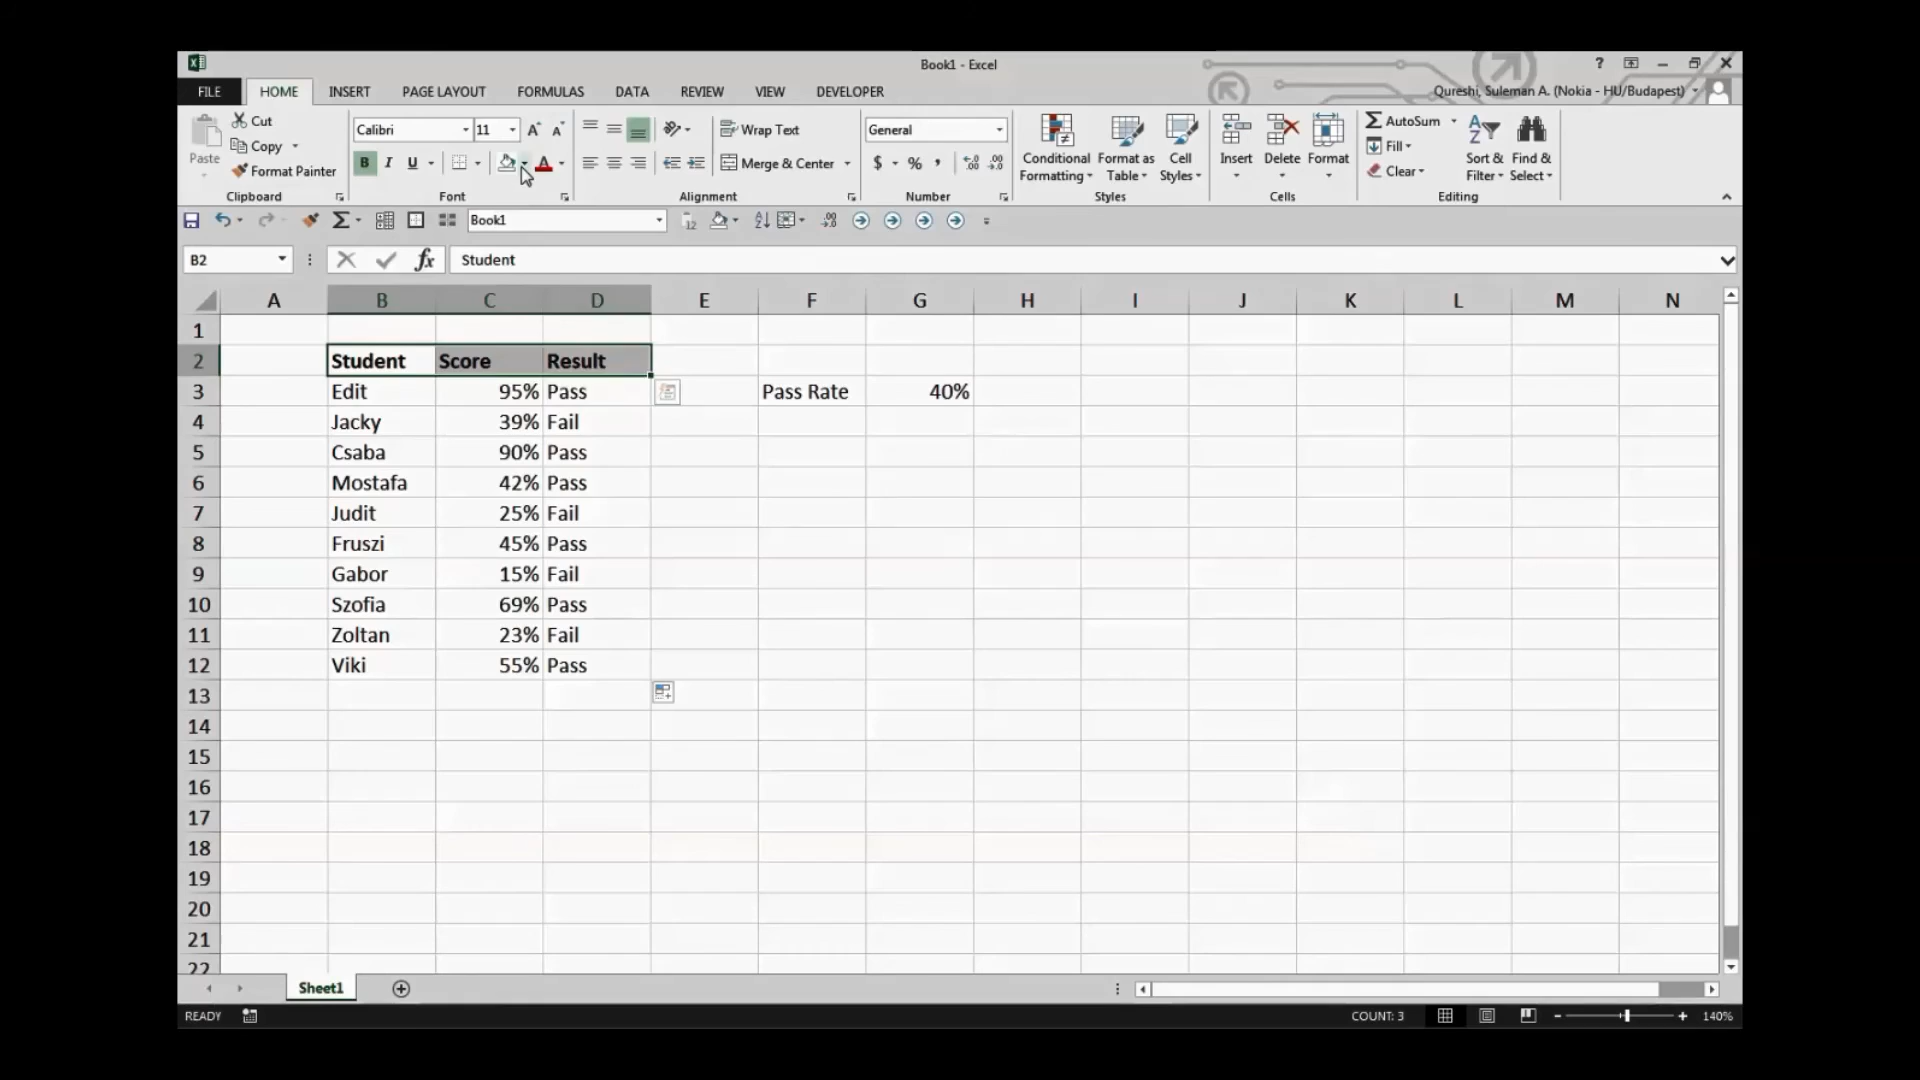 Book1 - Excel
FILE HOME INSERT PAGE LAYOUT FORMULAS DATA REVIEW VIEW DEVELOPER Qureshi, Suleman A. (Nokia - HU/Budapest)
Paste
Cut
Copy
Format Painter
Clipboard
Calibri 11
B I U A
Font
Wrap Text
Merge & Center
Alignment
General
$ % ,
Number
Conditional Formatting
Format as Table
Cell Styles
Styles
Insert Delete Format
Cells
AutoSum
Fill
Clear
Sort & Filter
Find & Select
Editing
Book1
B2 fx Student
A B C D E F G H I J K L M N
1
2 Student Score Result
3 Edit 95% Pass Pass Rate 40%
4 Jacky 39% Fail
5 Csaba 90% Pass
6 Mostafa 42% Pass
7 Judit 25% Fail
8 Fruszi 45% Pass
9 Gabor 15% Fail
10 Szofia 69% Pass
11 Zoltan 23% Fail
12 Viki 55% Pass
13
14
15
16
17
18
19
20
21
22
Sheet1
READY COUNT: 3 140%